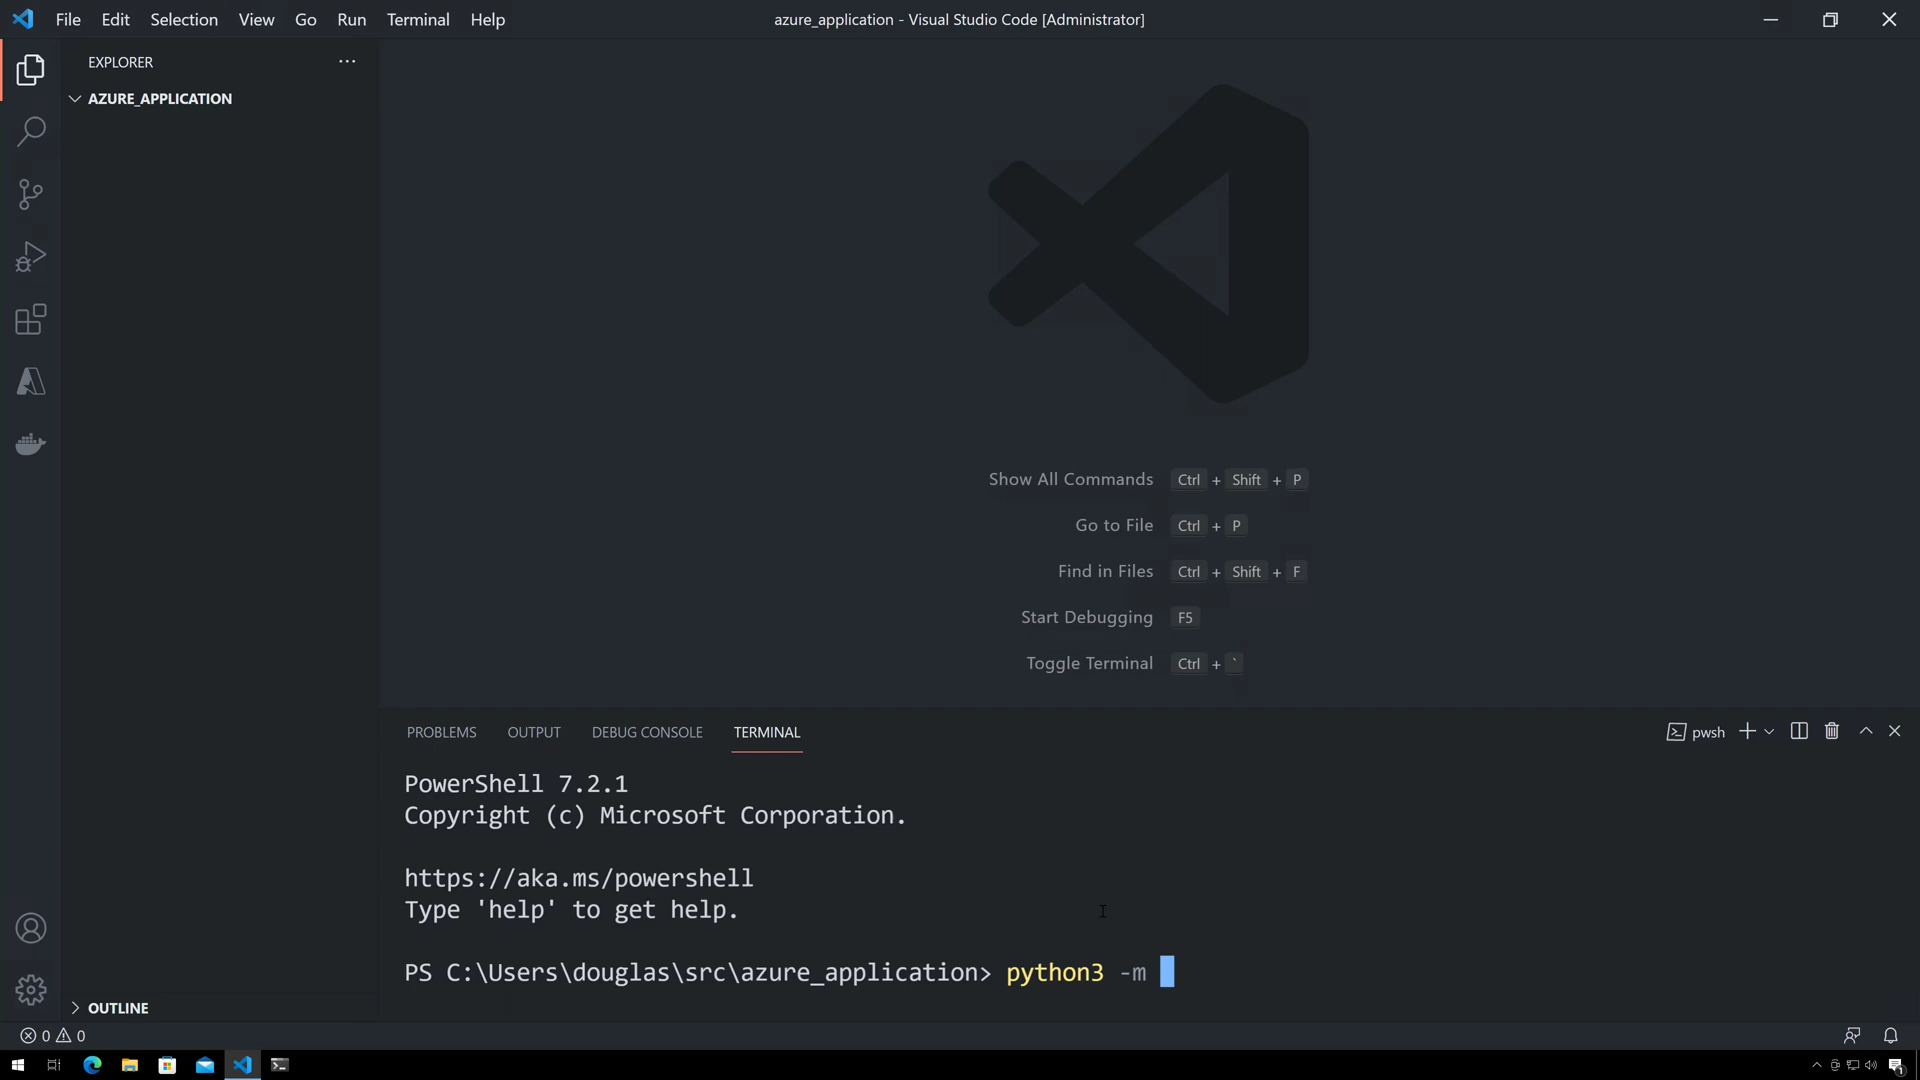 File Edit Selection View Go Run Terminal Help
azure_application - Visual Studio Code [Administrator]
EXPLORER ...
AZURE_APPLICATION
Show All Commands Ctrl + Shift + P
Go to File Ctrl + P
Find in Files Ctrl + Shift + F
Start Debugging F5
Toggle Terminal Ctrl + `
PROBLEMS OUTPUT DEBUG CONSOLE TERMINAL
pwsh
PowerShell 7.2.1
Copyright (c) Microsoft Corporation.
https://aka.ms/powershell
Type 'help' to get help.
PS C:\Users\douglas\src\azure_application> python3 -m
OUTLINE
0 0
1